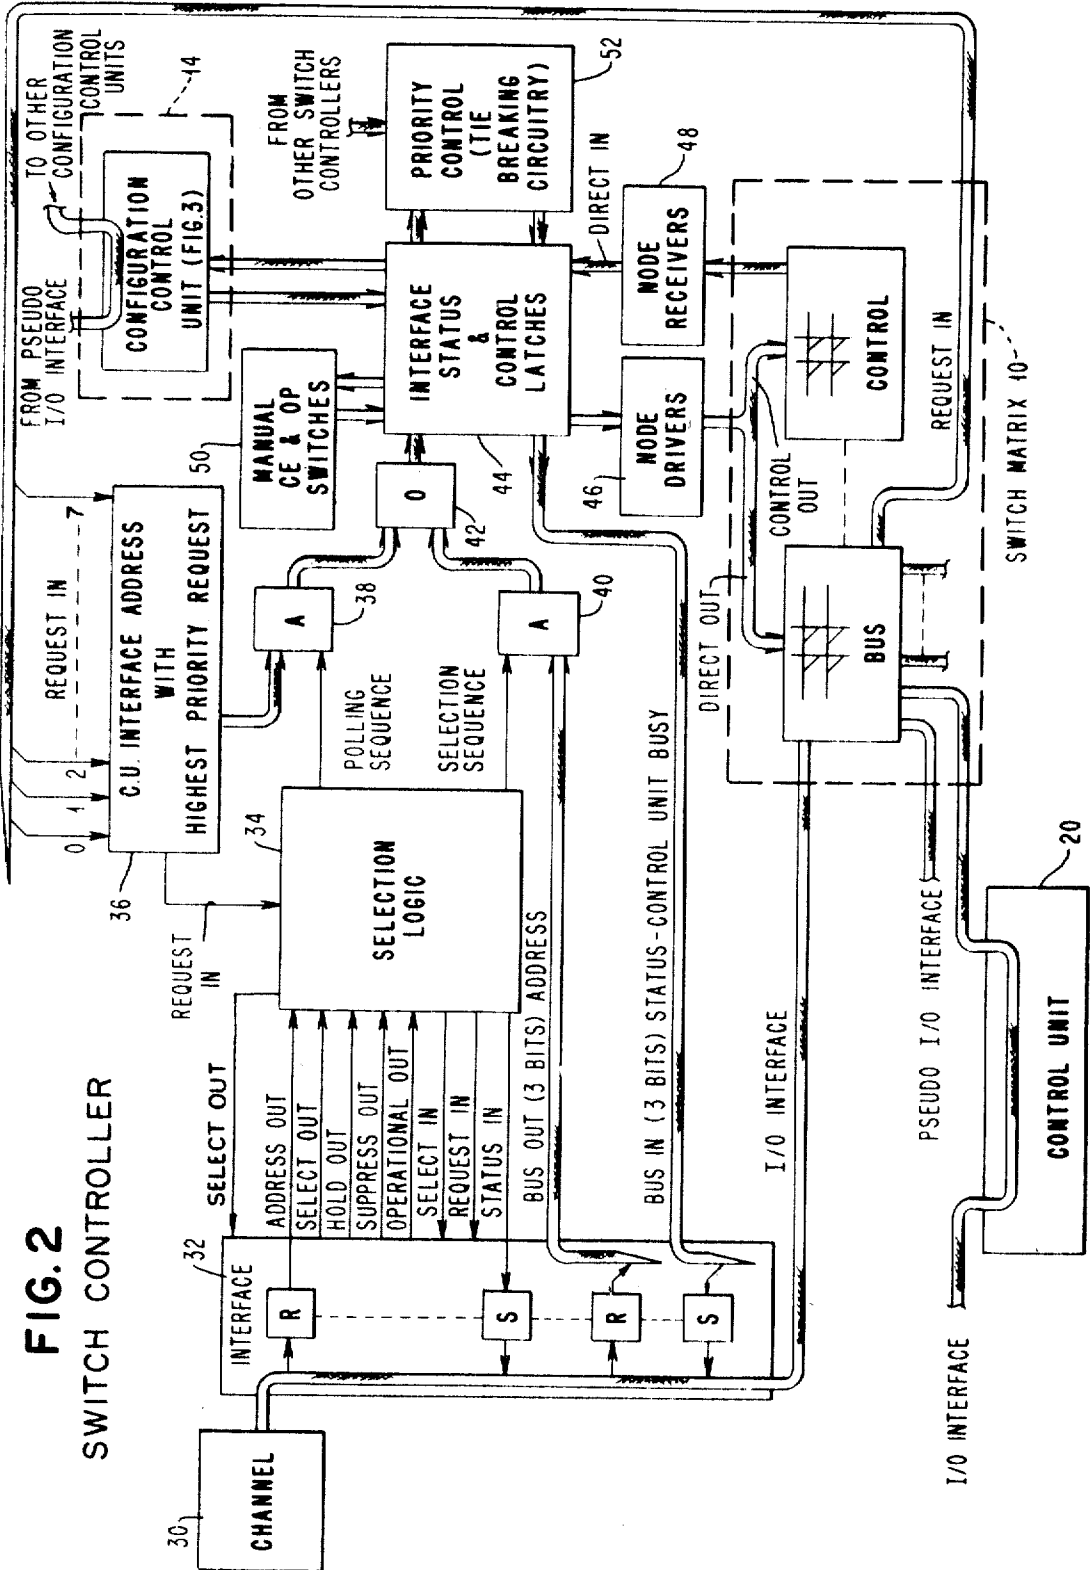 FIG. 2
SWITCH CONTROLLER
30
CHANNEL
32
INTERFACE
R
S
R
S
SELECT OUT
ADDRESS OUT
SELECT OUT
HOLD OUT
SUPPRESS OUT
OPERATIONAL OUT
SELECT IN
REQUEST IN
STATUS IN
BUS OUT (3 BITS) ADDRESS
BUS IN (3 BITS) STATUS-CONTROL UNIT BUSY
I/O INTERFACE
34
SELECTION
LOGIC
REQUEST
IN
36
C.U. INTERFACE ADDRESS
WITH
HIGHEST PRIORITY REQUEST
0
1
2
7
REQUEST IN
POLLING
SEQUENCE
SELECTION
SEQUENCE
A
38
A
40
O
42
50
MANUAL
CE & OP
SWITCHES
FROM PSEUDO
I/O INTERFACE
TO OTHER
CONFIGURATION
CONTROL
UNITS
14
CONFIGURATION
CONTROL
UNIT (FIG.3)
44
INTERFACE
STATUS
&
CONTROL
LATCHES
FROM
OTHER SWITCH
CONTROLLERS
52
PRIORITY
CONTROL
(TIE
BREAKING
CIRCUITRY)
46
NODE
DRIVERS
48
NODE
RECEIVERS
DIRECT IN
DIRECT OUT
CONTROL
OUT
BUS
CONTROL
REQUEST IN
SWITCH MATRIX 10
PSEUDO I/O INTERFACE
I/O INTERFACE
20
CONTROL UNIT